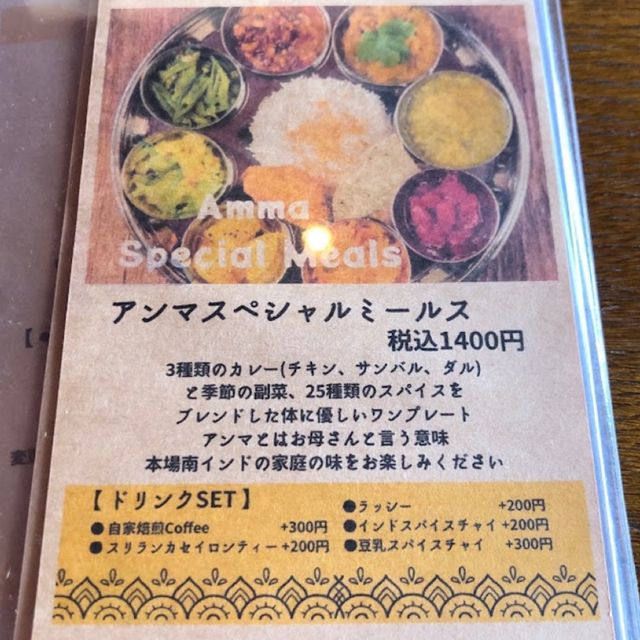 Amma
Special Meals
アンマスペシャルミールス
税込1400円
3種類のカレー(チキン、サンバル、ダル)
と季節の副菜、25種類のスパイスを
ブレンドした体に優しいワンプレート
アンマとはお母さんと言う意味
本場南インドの家庭の味をお楽しみください
【ドリンクSET】
●自家焙煎Coffee +300円
●スリランカセイロンティー +200円
●ラッシー +200円
●インドスパイスチャイ +200円
●豆乳スパイスチャイ +300円